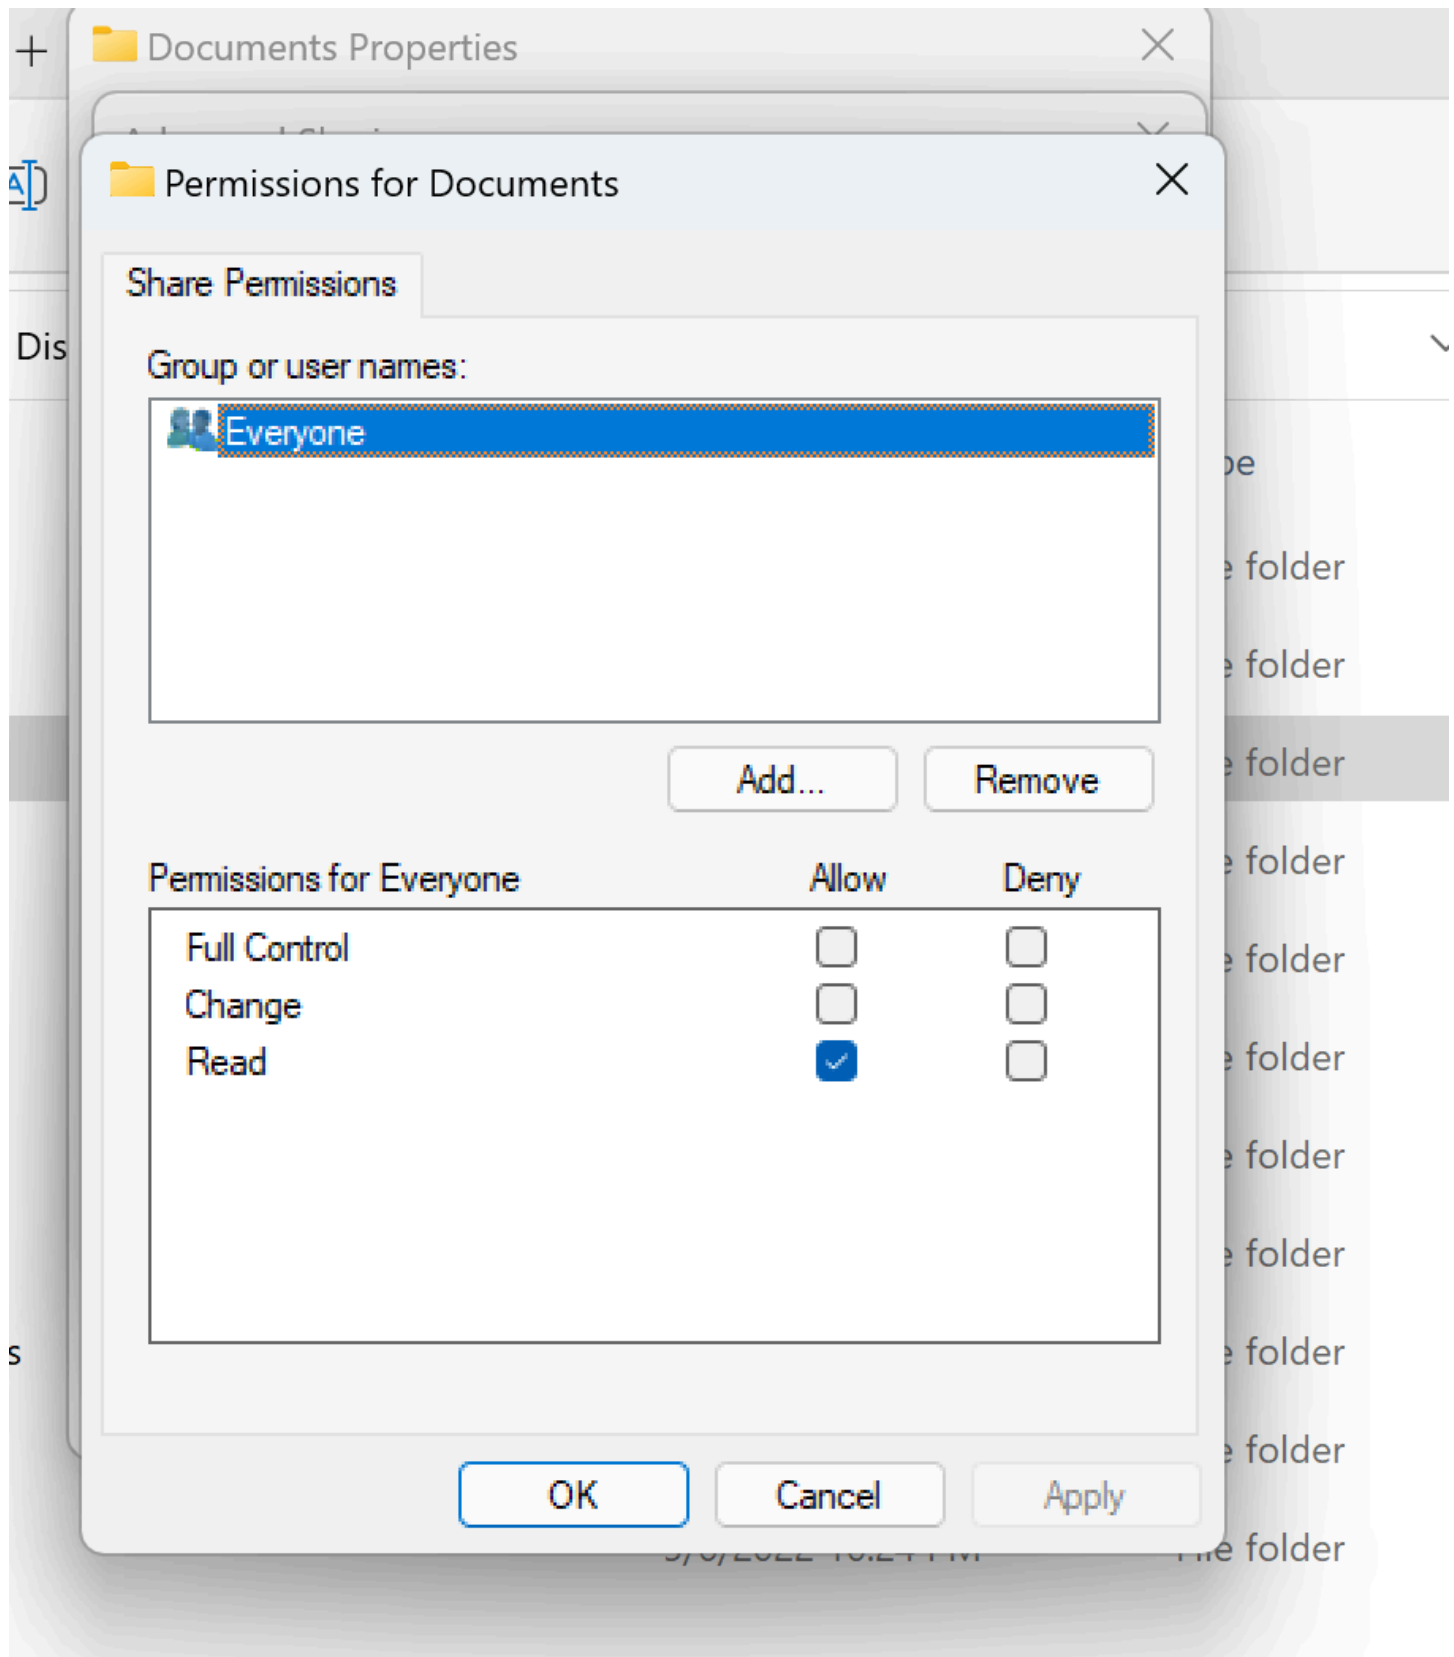 Documents Properties
Permissions for Documents
Share Permissions
Dis
Group or user names:
Everyone
pe
e folder
e folder
Add... Remove
e folder
Permissions for Everyone Allow Deny
e folder
Full Control
e folder
Change
Read
e folder
e folder
e folder
s
e folder
e folder
OK Cancel Apply
File folder